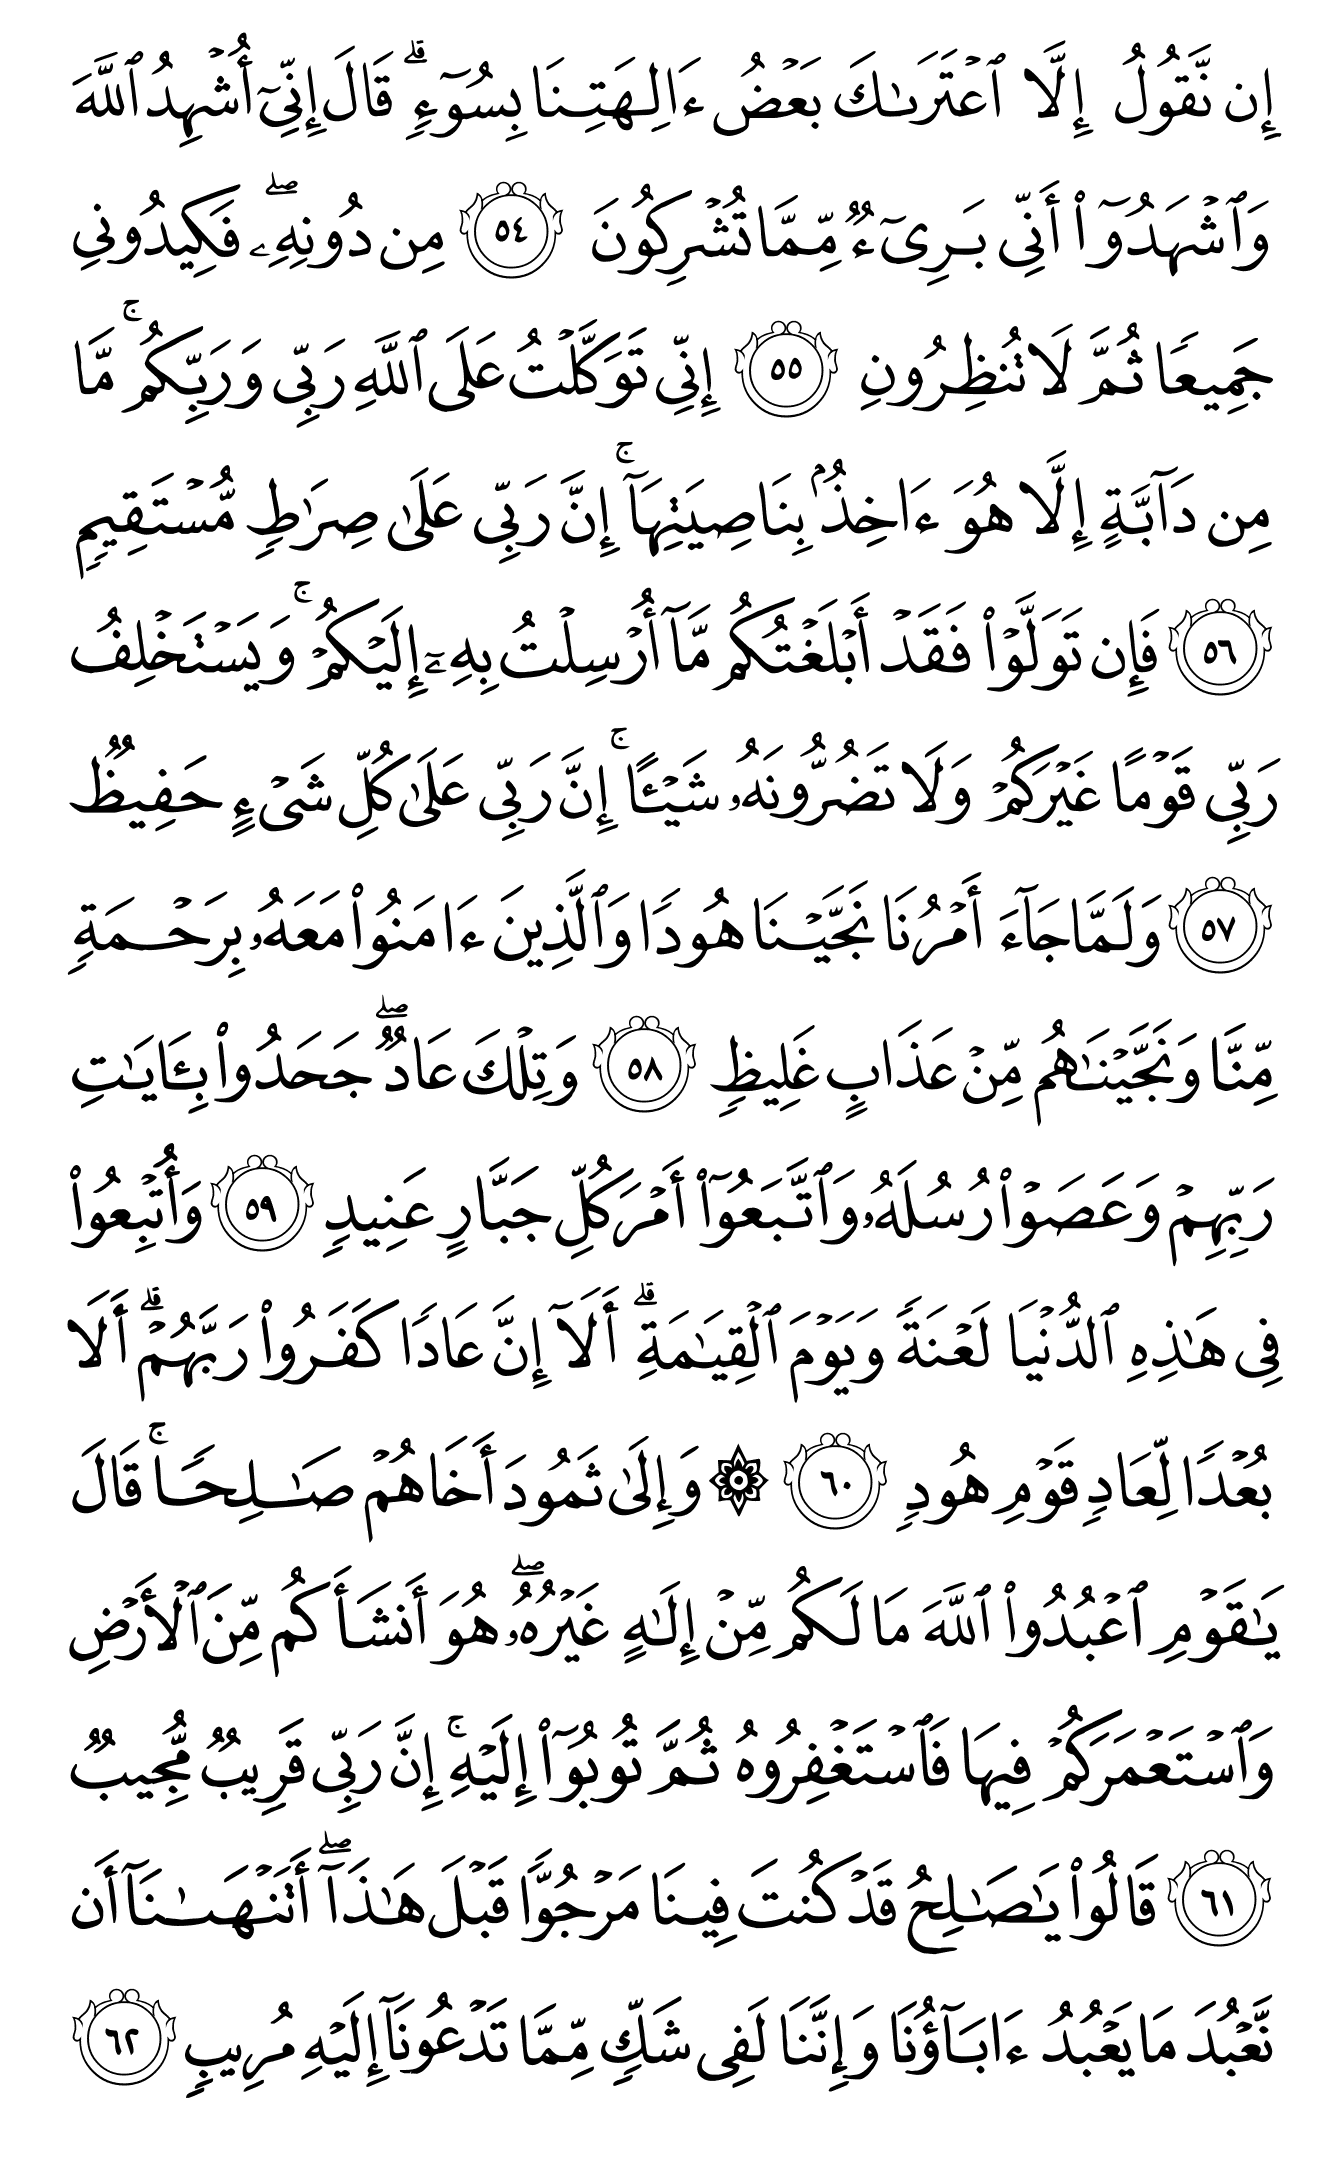 إِن نَّقُولُ إِلَّا ٱعْتَرَىٰكَ بَعْضُ ءَالِهَتِنَا بِسُوٓءٍ ۗ قَالَ إِنِّىٓ أُشْهِدُ ٱللَّهَ
وَٱشْهَدُوٓا۟ أَنِّى بَرِىٓءٌ مِّمَّا تُشْرِكُونَ ٥٤ مِن دُونِهِۦ ۖ فَكِيدُونِى
جَمِيعًا ثُمَّ لَا تُنظِرُونِ ٥٥ إِنِّى تَوَكَّلْتُ عَلَى ٱللَّهِ رَبِّى وَرَبِّكُم ۚ مَّا
مِن دَآبَّةٍ إِلَّا هُوَ ءَاخِذٌۢ بِنَاصِيَتِهَآ ۚ إِنَّ رَبِّى عَلَىٰ صِرَٰطٍ مُّسْتَقِيمٍ
٥٦ فَإِن تَوَلَّوْا۟ فَقَدْ أَبْلَغْتُكُم مَّآ أُرْسِلْتُ بِهِۦٓ إِلَيْكُمْ ۚ وَيَسْتَخْلِفُ
رَبِّى قَوْمًا غَيْرَكُمْ وَلَا تَضُرُّونَهُۥ شَيْـًٔا ۚ إِنَّ رَبِّى عَلَىٰ كُلِّ شَىْءٍ حَفِيظٌ
٥٧ وَلَمَّا جَآءَ أَمْرُنَا نَجَّيْنَا هُودًا وَٱلَّذِينَ ءَامَنُوا۟ مَعَهُۥ بِرَحْمَةٍ
مِّنَّا وَنَجَّيْنَٰهُم مِّنْ عَذَابٍ غَلِيظٍ ٥٨ وَتِلْكَ عَادٌ ۖ جَحَدُوا۟ بِـَٔايَٰتِ
رَبِّهِمْ وَعَصَوْا۟ رُسُلَهُۥ وَٱتَّبَعُوٓا۟ أَمْرَ كُلِّ جَبَّارٍ عَنِيدٍ ٥٩ وَأُتْبِعُوا۟
فِى هَٰذِهِ ٱلدُّنْيَا لَعْنَةً وَيَوْمَ ٱلْقِيَٰمَةِ ۗ أَلَآ إِنَّ عَادًا كَفَرُوا۟ رَبَّهُمْ ۗ أَلَا
بُعْدًا لِّعَادٍ قَوْمِ هُودٍ ٦٠ ۞ وَإِلَىٰ ثَمُودَ أَخَاهُمْ صَٰلِحًا ۚ قَالَ
يَٰقَوْمِ ٱعْبُدُوا۟ ٱللَّهَ مَا لَكُم مِّنْ إِلَٰهٍ غَيْرُهُۥ ۖ هُوَ أَنشَأَكُم مِّنَ ٱلْأَرْضِ
وَٱسْتَعْمَرَكُمْ فِيهَا فَٱسْتَغْفِرُوهُ ثُمَّ تُوبُوٓا۟ إِلَيْهِ ۚ إِنَّ رَبِّى قَرِيبٌ مُّجِيبٌ
٦١ قَالُوا۟ يَٰصَٰلِحُ قَدْ كُنتَ فِينَا مَرْجُوًّا قَبْلَ هَٰذَآ ۖ أَتَنْهَىٰنَآ أَن
نَّعْبُدَ مَا يَعْبُدُ ءَابَآؤُنَا وَإِنَّنَا لَفِى شَكٍّ مِّمَّا تَدْعُونَآ إِلَيْهِ مُرِيبٍ ٦٢